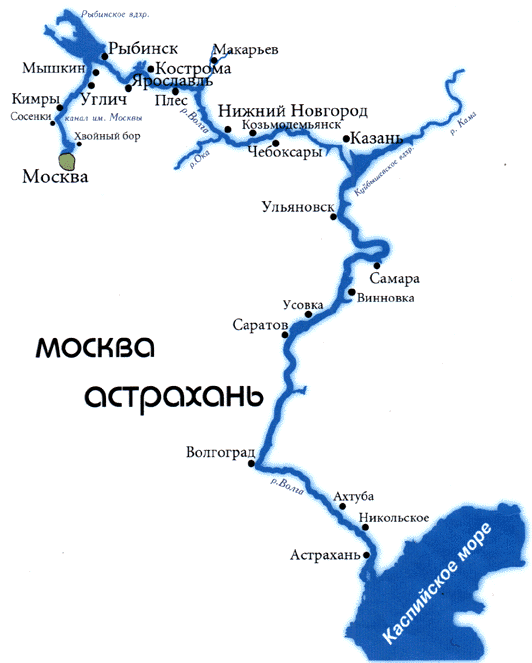 Рыбинское вдхр.
Рыбинск
Макарьев
Мышкин
Кострома
Ярославль
Плес
Углич
Кимры
Сосенки
канал им. Москвы
Хвойный бор
Москва
р.Волга
Нижний Новгород
Козьмодемьянск
Чебоксары
р.Ока
Казань
р. Кама
Куйбышевское вдхр.
Ульяновск
Самара
Винновка
Усовка
Саратов
МОСКВА
АСТРАХАНЬ
Волгоград
р.Волга
Ахтуба
Никольское
Астрахань
Каспийское море